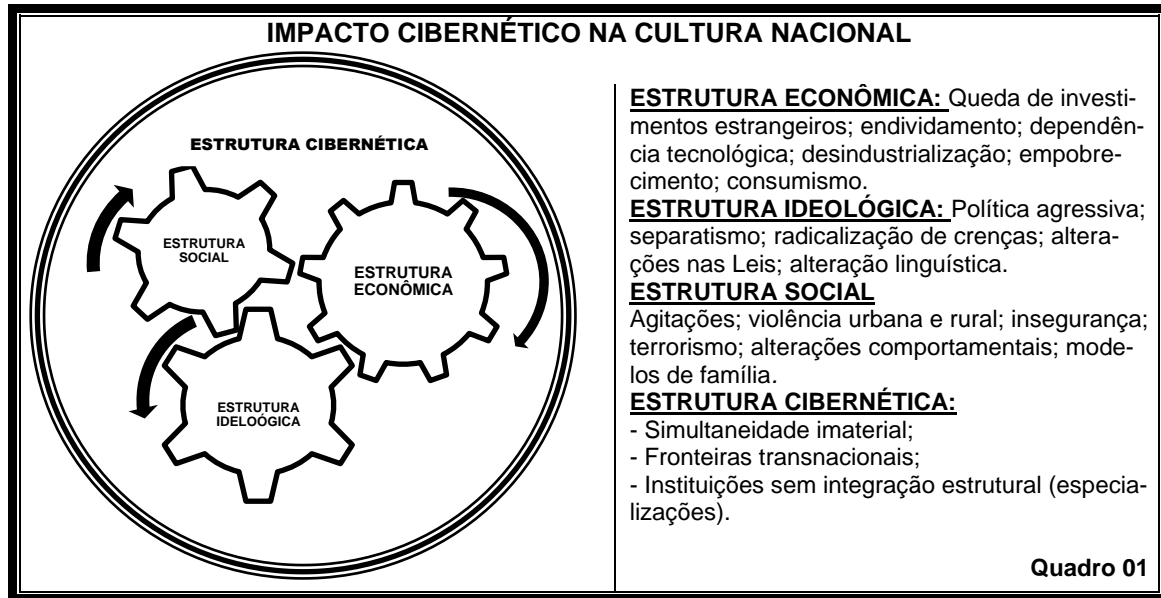 IMPACTO CIBERNÉTICO NA CULTURA NACIONAL
ESTRUTURA CIBERNÉTICA
ESTRUTURA
SOCIAL
ESTRUTURA
ECONÔMICA
ESTRUTURA
IDELOÓGICA
ESTRUTURA ECONÔMICA: Queda de investi-
mentos estrangeiros; endividamento; dependên-
cia tecnológica; desindustrialização; empobre-
cimento; consumismo.
ESTRUTURA IDEOLÓGICA: Política agressiva;
separatismo; radicalização de crenças; altera-
ções nas Leis; alteração linguística.
ESTRUTURA SOCIAL
Agitações; violência urbana e rural; insegurança;
terrorismo; alterações comportamentais; mode-
los de família.
ESTRUTURA CIBERNÉTICA:
- Simultaneidade imaterial;
- Fronteiras transnacionais;
- Instituições sem integração estrutural (especia-
lizações).
Quadro 01